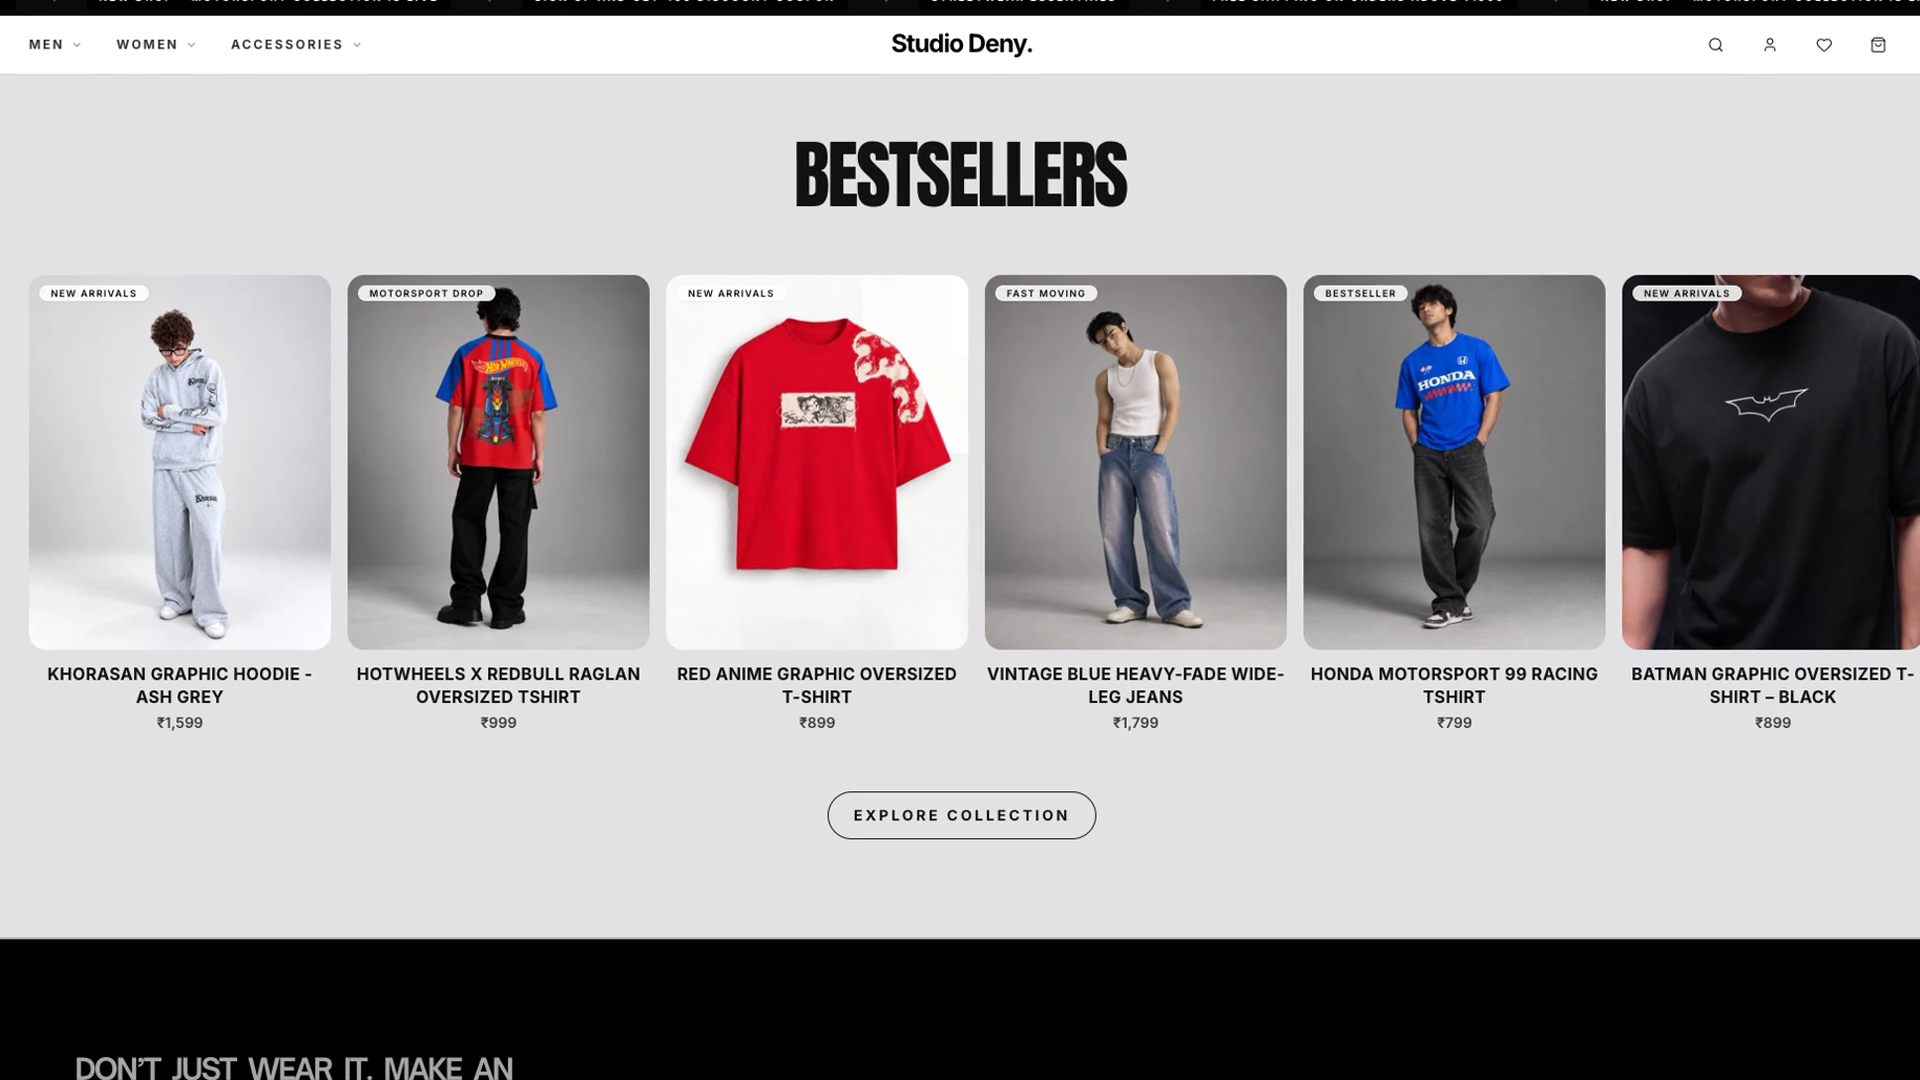 MEN
WOMEN
ACCESSORIES
Studio Deny.
BESTSELLERS
NEW ARRIVALS
MOTORSPORT DROP
NEW ARRIVALS
FAST MOVING
BESTSELLER
NEW ARRIVALS
HONDA
KHORASAN GRAPHIC HOODIE -
ASH GREY
₹1,599
HOTWHEELS X REDBULL RAGLAN
OVERSIZED TSHIRT
₹999
RED ANIME GRAPHIC OVERSIZED
T-SHIRT
₹899
VINTAGE BLUE HEAVY-FADE WIDE-
LEG JEANS
₹1,799
HONDA MOTORSPORT 99 RACING
TSHIRT
₹799
BATMAN GRAPHIC OVERSIZED T-
SHIRT – BLACK
₹899
EXPLORE COLLECTION
DON'T JUST WEAR IT. MAKE AN